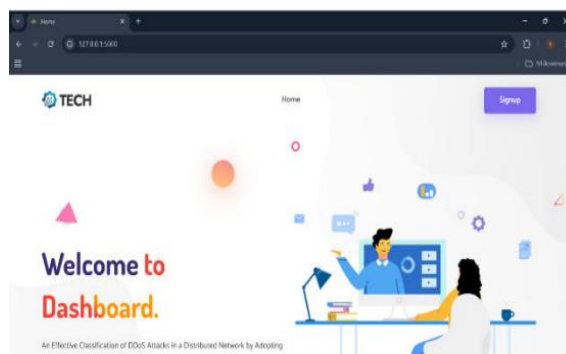 Home
127.0.0.1:5000
All Bookmarks
TECH
Home
Signup
Welcome to
Dashboard.
An Effective Classification of DDoS Attacks in a Distributed Network by Adopting